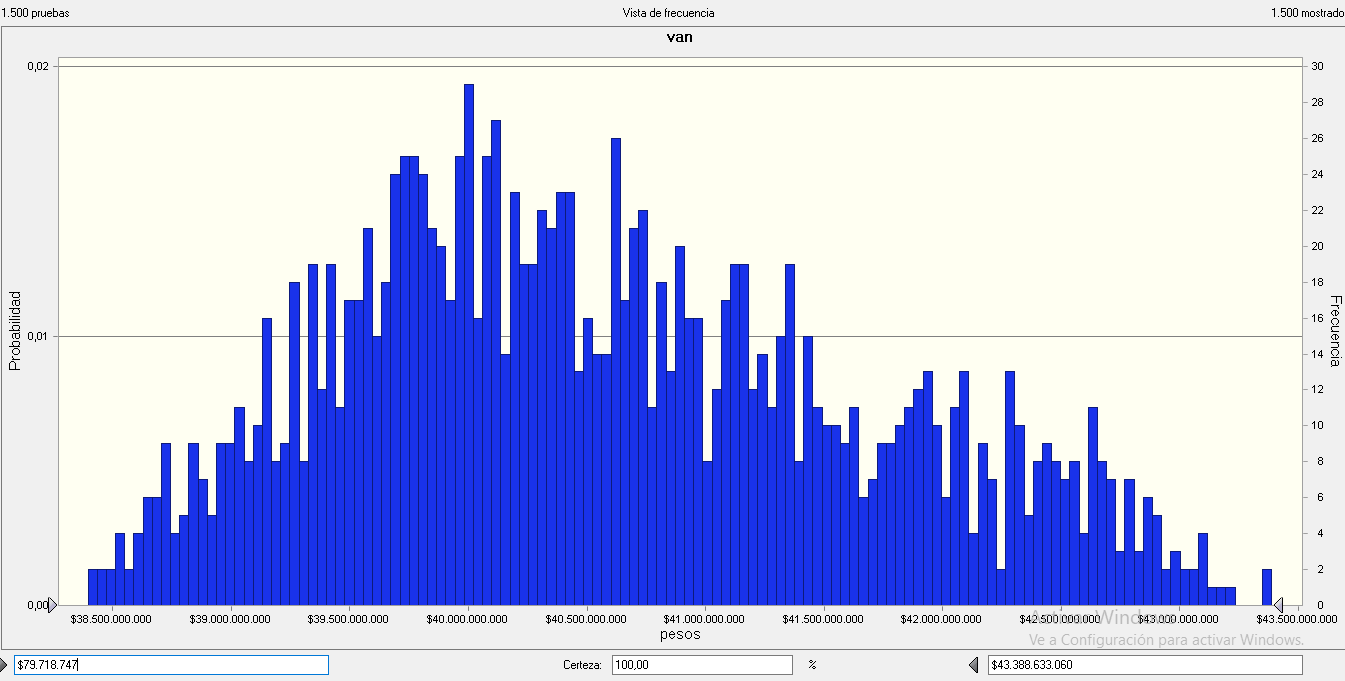 1.500 pruebas Vista de frecuencia 1.500 mostrado
van
0,02
0,01
0,00
Probabilidad
30
28
26
24
22
20
18
16
14
12
10
8
6
4
2
0
Frecuencia
$38.500.000.000 $39.000.000.000 $39.500.000.000 $40.000.000.000 $40.500.000.000 $41.000.000.000 $41.500.000.000 $42.000.000.000 $42.500.000.000 $43.000.000.000 $43.500.000.000
pesos
Activar Windows
Ve a Configuración para activar Windows.
$79.718.747 Certeza: 100,00 % $43.388.633.060